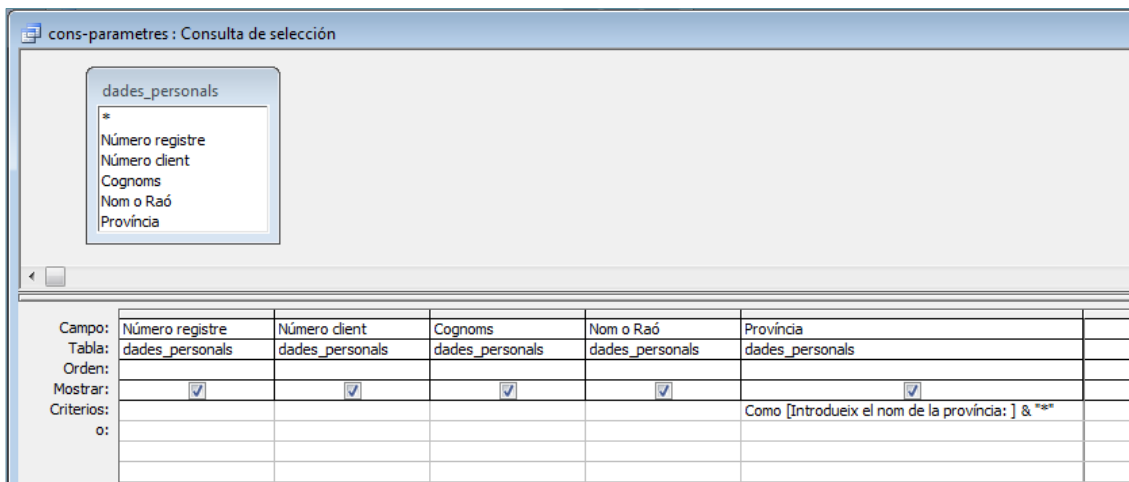 cons-parametres : Consulta de selección
dades_personals
*
Número registre
Número client
Cognoms
Nom o Raó
Província
Campo: Número registre Número client Cognoms Nom o Raó Província
Tabla: dades_personals dades_personals dades_personals dades_personals dades_personals
Orden:
Mostrar:
Criterios: Como [Introdueix el nom de la província: ] & "*"
o: